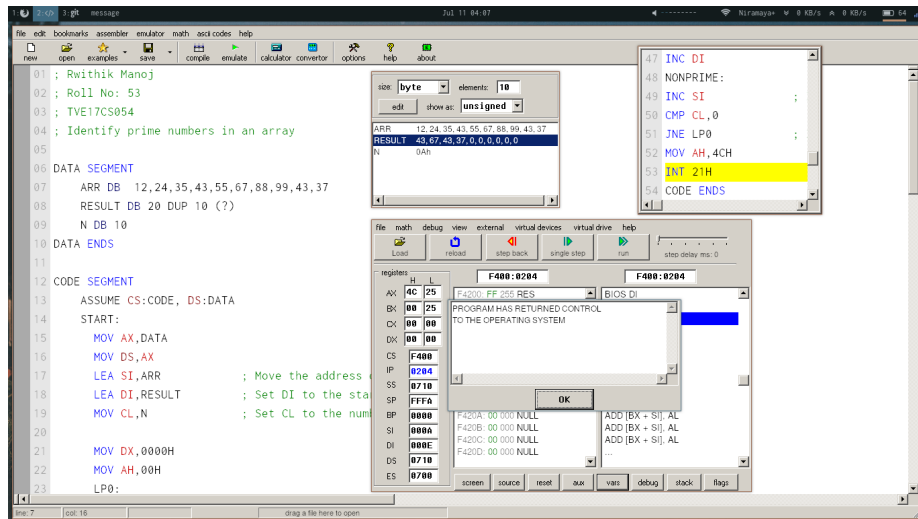 1: 2:</> 3:git message
Jul 11 04:07
Niramaya+ 0 KB/s 0 KB/s 64
file edit bookmarks assembler emulator math ascii codes help
new open examples save compile emulate calculator convertor options help about
01 ; Rwithik Manoj
02 ; Roll No: 53
03 ; TVE17CS054
04 ; Identify prime numbers in an array
05
06 DATA SEGMENT
07 ARR DB 12,24,35,43,55,67,88,99,43,37
08 RESULT DB 20 DUP 10 (?)
09 N DB 10
10 DATA ENDS
11
12 CODE SEGMENT
13 ASSUME CS:CODE, DS:DATA
14 START:
15 MOV AX,DATA
16 MOV DS,AX
17 LEA SI,ARR ; Move the address
18 LEA DI,RESULT ; Set DI to the sta
19 MOV CL,N ; Set CL to the num
20
21 MOV DX,0000H
22 MOV AH,00H
23 LP0:
line: 7 col: 16 drag a file here to open
size: byte elements: 10
edit show as: unsigned
ARR 12, 24, 35, 43, 55, 67, 88, 99, 43, 37
RESULT 43, 67, 43, 37, 0, 0, 0, 0, 0, 0
N 0Ah
47 INC DI
48 NONPRIME:
49 INC SI ;
50 CMP CL,0
51 JNE LP0 ;
52 MOV AH,4CH
53 INT 21H
54 CODE ENDS
file math debug view external virtual devices virtual drive help
Load reload step back single step run step delay ms: 0
registers F400:0204 F400:0204
H L
AX 4C 25
BX 00 25
CX 00 00
DX 00 00
CS F400
IP 0204
SS 0710
SP FFFA
BP 0000
SI 000A
DI 000E
DS 0710
ES 0700
F4200: FF 255 RES BIOS DI
PROGRAM HAS RETURNED CONTROL
TO THE OPERATING SYSTEM
OK
F420A: 00 000 NULL ADD [BX + SI], AL
F420B: 00 000 NULL ADD [BX + SI], AL
F420C: 00 000 NULL ADD [BX + SI], AL
F420D: 00 000 NULL ...
screen source reset aux vars debug stack flags